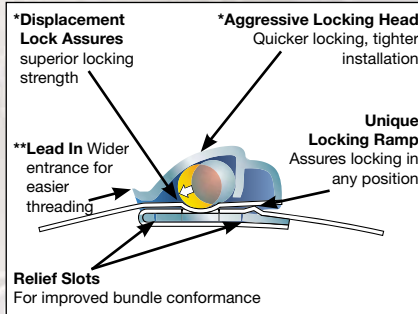 *Displacement
Lock Assures
superior locking
strength
*Aggressive Locking Head
Quicker locking, tighter
installation
**Lead In Wider
entrance for
easier
threading
Unique
Locking Ramp
Assures locking in
any position
Relief Slots
For improved bundle conformance